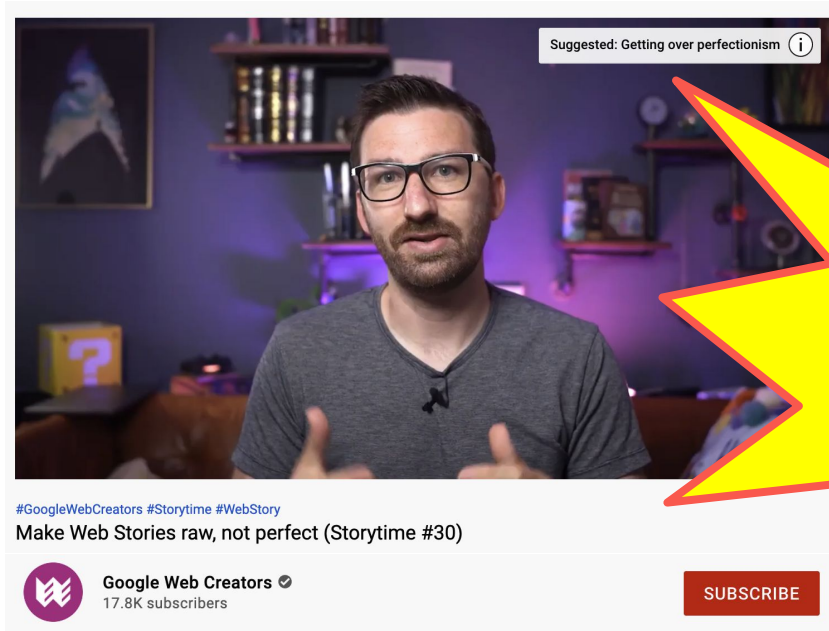 Suggested: Getting over perfectionism i
?
#GoogleWebCreators #Storytime #WebStory
Make Web Stories raw, not perfect (Storytime #30)
Google Web Creators
17.8K subscribers
SUBSCRIBE